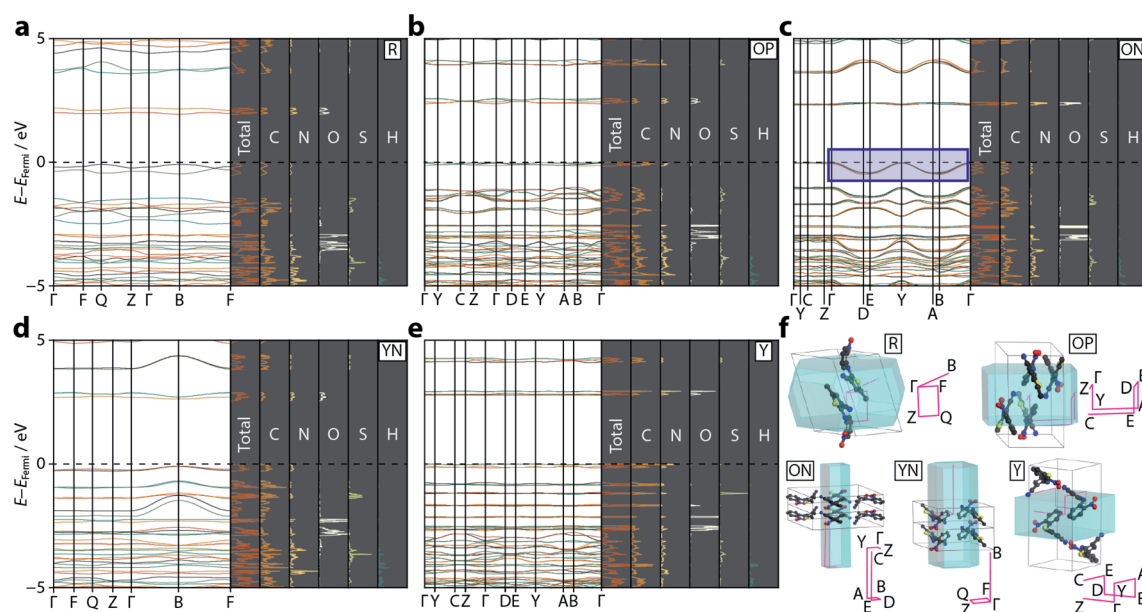 a
R
5
0
−5
E−E_Fermi / eV
Total C N O S H
Γ F Q Z Γ B F
b
OP
Total C N O S H
Γ Y C Z Γ D E Y A B Γ
c
ON
Total C N O S H
Γ C Γ E Y B Γ
Y Z D A
d
YN
5
0
−5
E−E_Fermi / eV
Total C N O S H
Γ F Q Z Γ B F
e
Y
Total C N O S H
Γ Y C Z Γ D E Y A B Γ
f
R
B
Γ F
Z Q
OP
Γ
Z D
Y
A
C E
ON
Y Γ
Z
C
A B
E D
YN
B
F
Q
Z Γ
Y
E
C A
D Y
Z Γ